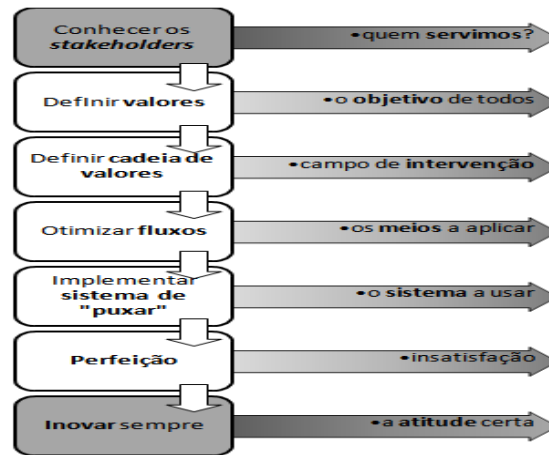 Conhecer os
stakeholders
•quem servimos?
Definir valores
•o objetivo de todos
Definir cadeia de
valores
•campo de intervenção
Otimizar fluxos
•os meios a aplicar
Implementar
sistema de
"puxar"
•o sistema a usar
Perfeição
•insatisfação
Inovar sempre
•a atitude certa